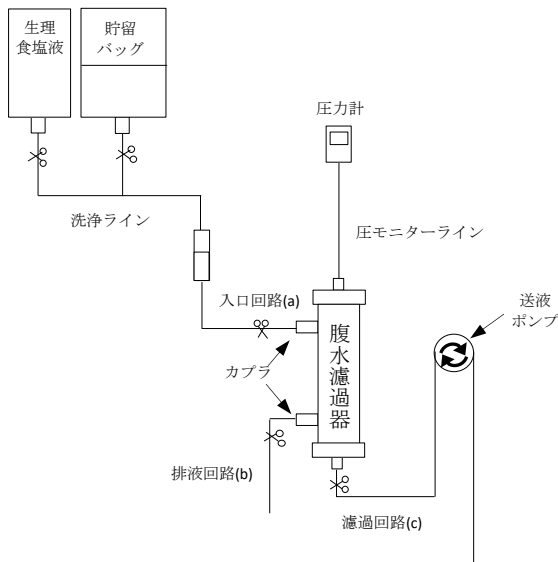 生理
食塩液
貯留
バッグ
圧力計
洗浄ライン
圧モニターライン
入口回路(a)
送液
ポンプ
腹水濾過器
カプラ
排液回路(b)
濾過回路(c)